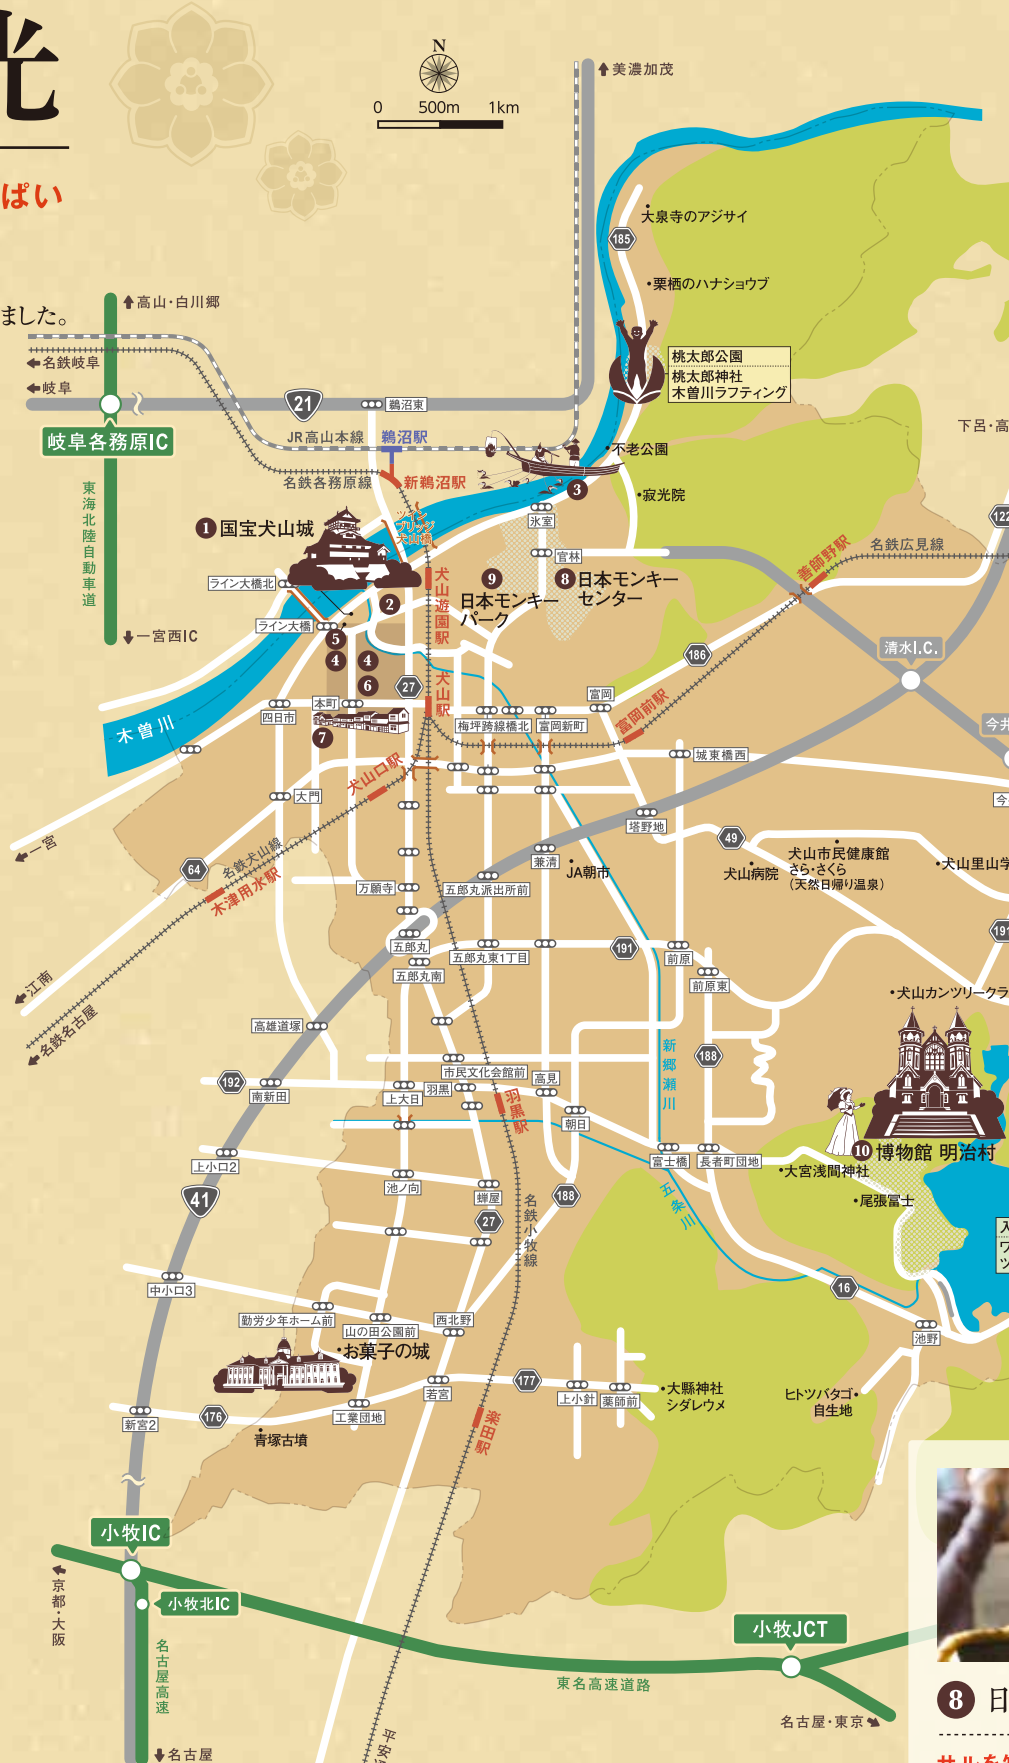 光
ぱい
ました。
N
0 500m 1km
美濃加茂
大泉寺のアジサイ
185
栗栖のハナショウブ
高山・白川郷
名鉄岐阜
岐阜
21
鵜沼東
桃太郎公園
桃太郎神社
木曽川ラフティング
岐阜各務原IC
JR高山本線
鵜沼駅
不老公園
下呂・高
名鉄各務原線
新鵜沼駅
3
寂光院
東海北陸自動車道
1 国宝犬山城
ツイン
ブリッジ
犬山橋
氷室
122
官林
名鉄広見線
善師野駅
ライン大橋北
犬山遊園駅
9
日本モンキー
パーク
8 日本モンキー
センター
2
ライン大橋
一宮西IC
5
4
4
6
186
清水I.C.
27
犬山駅
富岡
本町
四日市
木曽川
梅坪跨線橋北
富岡新町
富岡前駅
今井
7
城東橋西
犬山口駅
大門
今
塔野地
一宮
49
名鉄犬山線
64
木津用水駅
兼清
JA朝市
犬山病院
犬山市民健康館
さら・さくら
(天然日帰り温泉)
犬山里山学
万願寺
五郎丸派出所前
五郎丸
五郎丸東1丁目
191
前原
191
五郎丸南
前原東
江南
犬山カンツリークラ
名鉄名古屋
高雄道塚
新郷瀬川
188
市民文化会館前
192
南新田
上大日
羽黒
高見
羽黒駅
朝日
上小口2
富士橋
長者町団地
10 博物館 明治村
大宮浅間神社
池ノ向
蝉屋
五条川
尾張冨士
41
188
27
名鉄小牧線
入
ワ
ツ
中小口3
16
勤労少年ホーム前
山の田公園前
西北野
池野
お菓子の城
若宮
177
上小針
薬師前
大縣神社
シダレウメ
ヒトツバタゴ
自生地
新宮2
176
工業団地
楽田駅
青塚古墳
小牧IC
京都・大阪
小牧北IC
小牧JCT
名古屋高速
東名高速道路
名古屋・東京
平安
名古屋
8 日
サルを